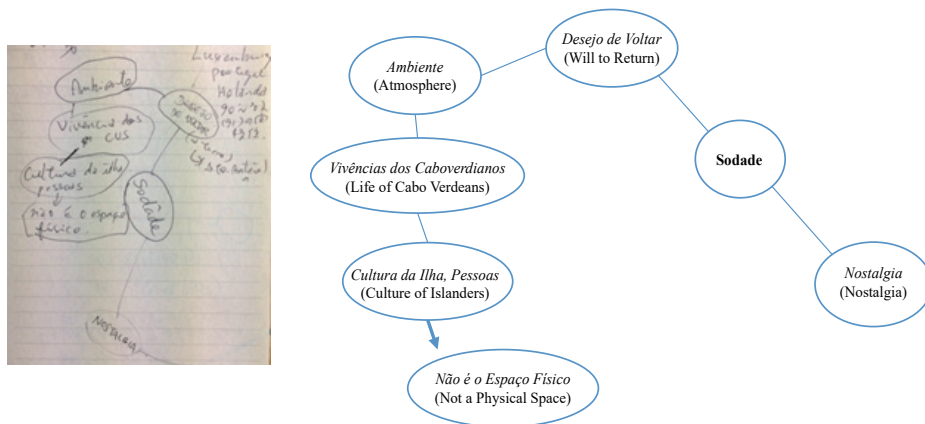 Luxemburg
Portugal
Holanda
Ambiente
Vivências dos
Cultura da ilha
pessoas
não é o espaço
físico.
Sodade
Nostalgia
Desejo de Voltar
(Will to Return)
Ambiente
(Atmosphere)
Sodade
Vivências dos Caboverdianos
(Life of Cabo Verdeans)
Cultura da Ilha, Pessoas
(Culture of Islanders)
Nostalgia
(Nostalgia)
Não é o Espaço Físico
(Not a Physical Space)